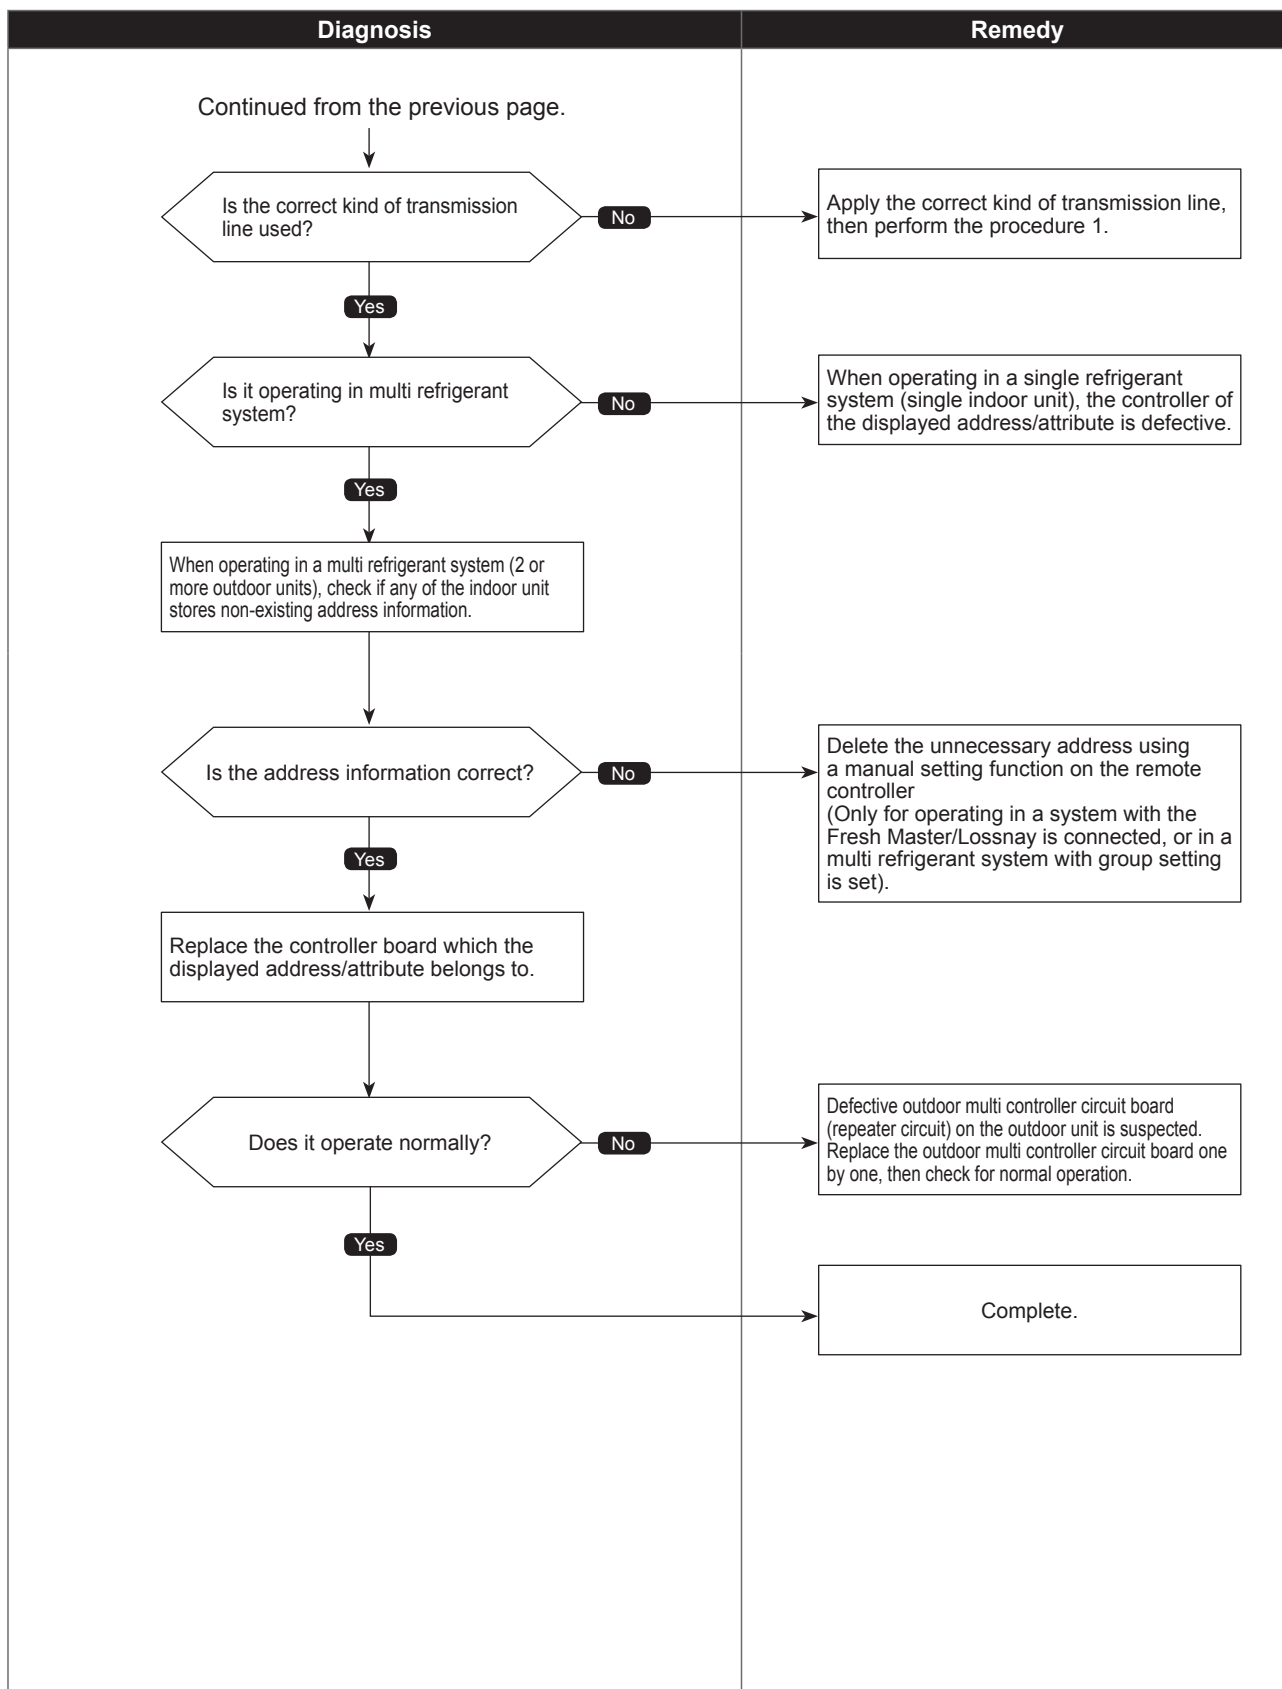 Diagnosis
Remedy
Continued from the previous page.
Is the correct kind of transmission
line used?
No
Apply the correct kind of transmission line,
then perform the procedure 1.
Yes
Is it operating in multi refrigerant
system?
No
When operating in a single refrigerant
system (single indoor unit), the controller of
the displayed address/attribute is defective.
Yes
When operating in a multi refrigerant system (2 or
more outdoor units), check if any of the indoor unit
stores non-existing address information.
Is the address information correct?
No
Delete the unnecessary address using
a manual setting function on the remote
controller
(Only for operating in a system with the
Fresh Master/Lossnay is connected, or in a
multi refrigerant system with group setting
is set).
Yes
Replace the controller board which the
displayed address/attribute belongs to.
Does it operate normally?
No
Defective outdoor multi controller circuit board
(repeater circuit) on the outdoor unit is suspected.
Replace the outdoor multi controller circuit board one
by one, then check for normal operation.
Yes
Complete.